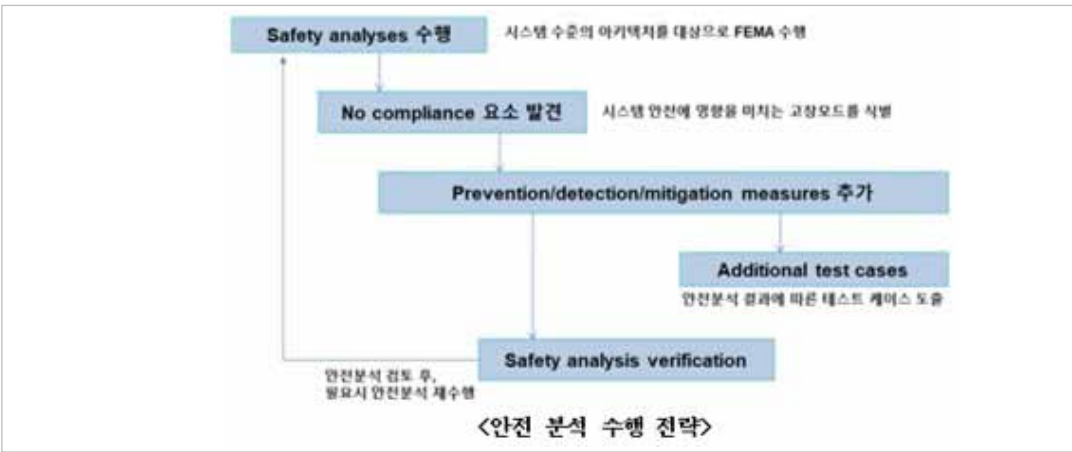 Safety analyses 수행
시스템 수준의 아키텍처를 대상으로 FEMA 수행
No compliance 요소 발견
시스템 안전에 영향을 미치는 고장모드를 식별
Prevention/detection/mitigation measures 추가
Additional test cases
안전분석 결과에 따른 테스트 케이스 도출
Safety analysis verification
안전분석 검토 후,
필요시 안전분석 재수행
<안전 분석 수행 전략>